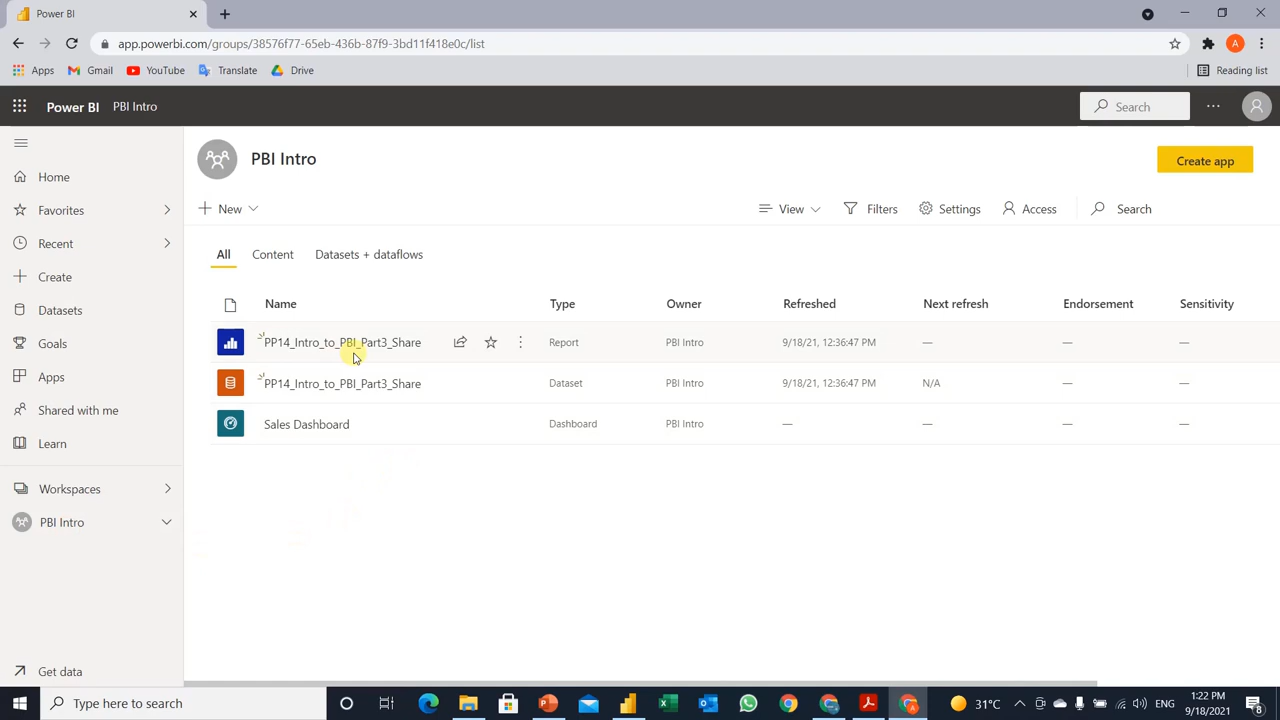 Power BI
app.powerbi.com/groups/38576f77-65eb-436b-87f9-3bd11f418e0c/list
A
Apps Gmail YouTube Translate Drive Reading list
Power BI PBI Intro Search
PBI Intro Create app
New View Filters Settings Access Search
All Content Datasets + dataflows
Name Type Owner Refreshed Next refresh Endorsement Sensitivity
PP14_Intro_to_PBI_Part3_Share Report PBI Intro 9/18/21, 12:36:47 PM — — —
PP14_Intro_to_PBI_Part3_Share Dataset PBI Intro 9/18/21, 12:36:47 PM N/A — —
Sales Dashboard Dashboard PBI Intro — — — —
Home
Favorites
Recent
Create
Datasets
Goals
Apps
Shared with me
Learn
Workspaces
PBI Intro
Get data
Type here to search
31°C ENG 1:22 PM 9/18/2021 8